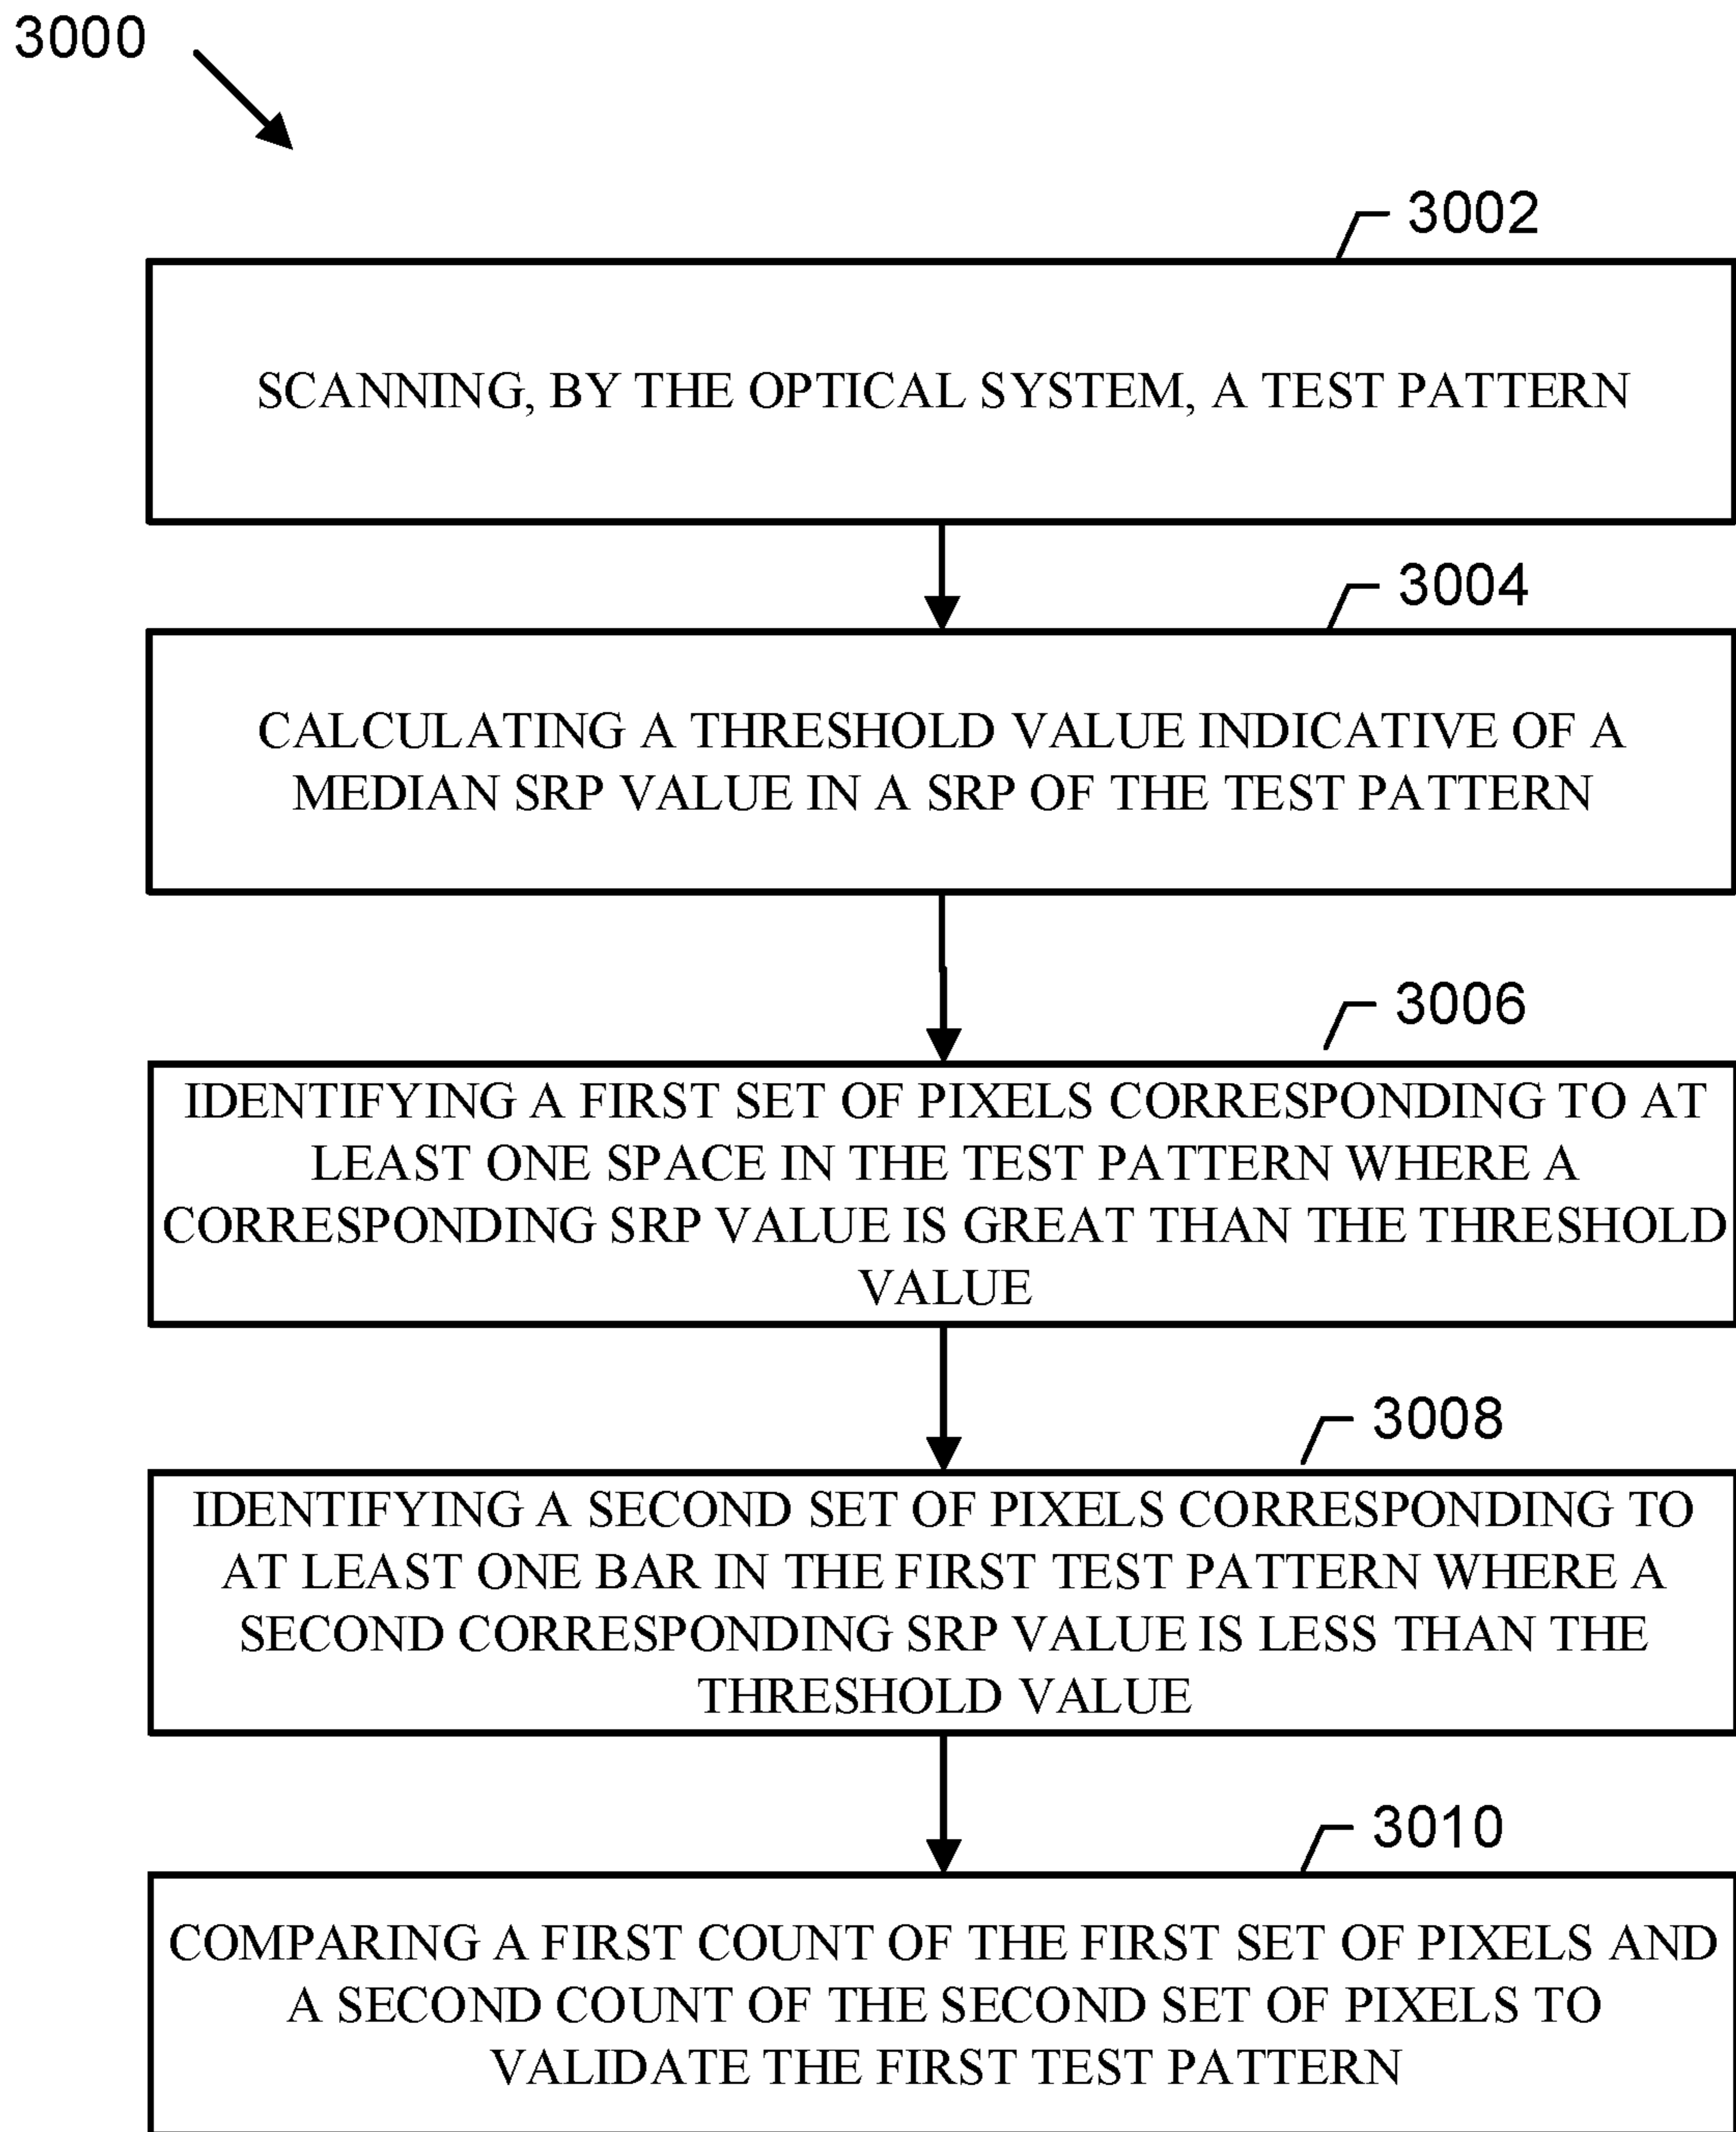 3000
3002
SCANNING, BY THE OPTICAL SYSTEM, A TEST PATTERN
3004
CALCULATING A THRESHOLD VALUE INDICATIVE OF A
MEDIAN SRP VALUE IN A SRP OF THE TEST PATTERN
3006
IDENTIFYING A FIRST SET OF PIXELS CORRESPONDING TO AT
LEAST ONE SPACE IN THE TEST PATTERN WHERE A
CORRESPONDING SRP VALUE IS GREAT THAN THE THRESHOLD
VALUE
3008
IDENTIFYING A SECOND SET OF PIXELS CORRESPONDING TO
AT LEAST ONE BAR IN THE FIRST TEST PATTERN WHERE A
SECOND CORRESPONDING SRP VALUE IS LESS THAN THE
THRESHOLD VALUE
3010
COMPARING A FIRST COUNT OF THE FIRST SET OF PIXELS AND
A SECOND COUNT OF THE SECOND SET OF PIXELS TO
VALIDATE THE FIRST TEST PATTERN